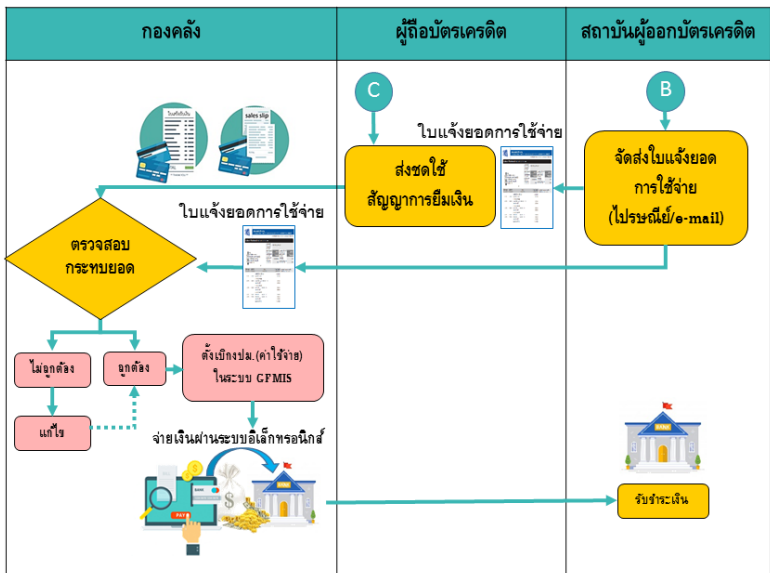 กองคลัง
ผู้ถือบัตรเครดิต
สถาบันผู้ออกบัตรเครดิต
C
B
ใบแจ้งยอดการใช้จ่าย
sales slip
ส่งชดใช้
สัญญาการยืมเงิน
จัดส่งใบแจ้งยอด
การใช้จ่าย
(ไปรษณีย์/e-mail)
ใบแจ้งยอดการใช้จ่าย
ตรวจสอบ
กระทบยอด
ไม่ถูกต้อง
ถูกต้อง
ตั้งเบิกงปม.(ค่าใช้จ่าย)
ในระบบ GFMIS
แก้ไข
จ่ายเงินผ่านระบบอิเล็กทรอนิกส์
PAY
$
BANK
BANK
รับชำระเงิน